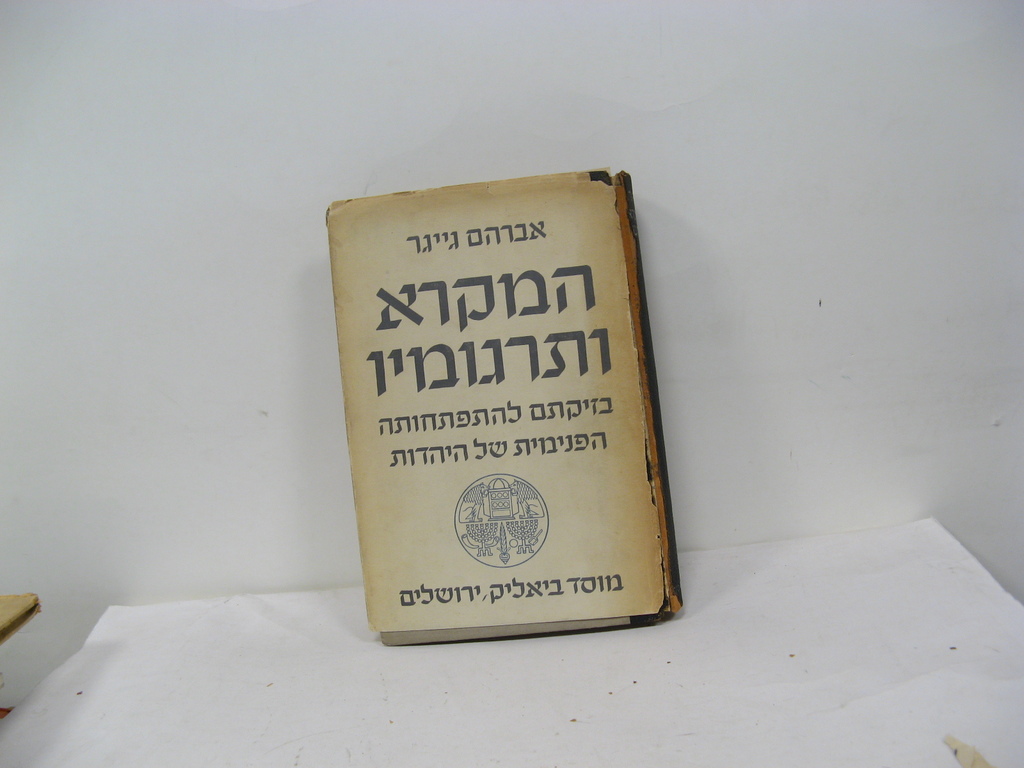 אברהם גייגר
המקרא
ותרגומיו
בזיקתם להתפתחותה
הפנימית של היהדות
מוסד ביאליק, ירושלים